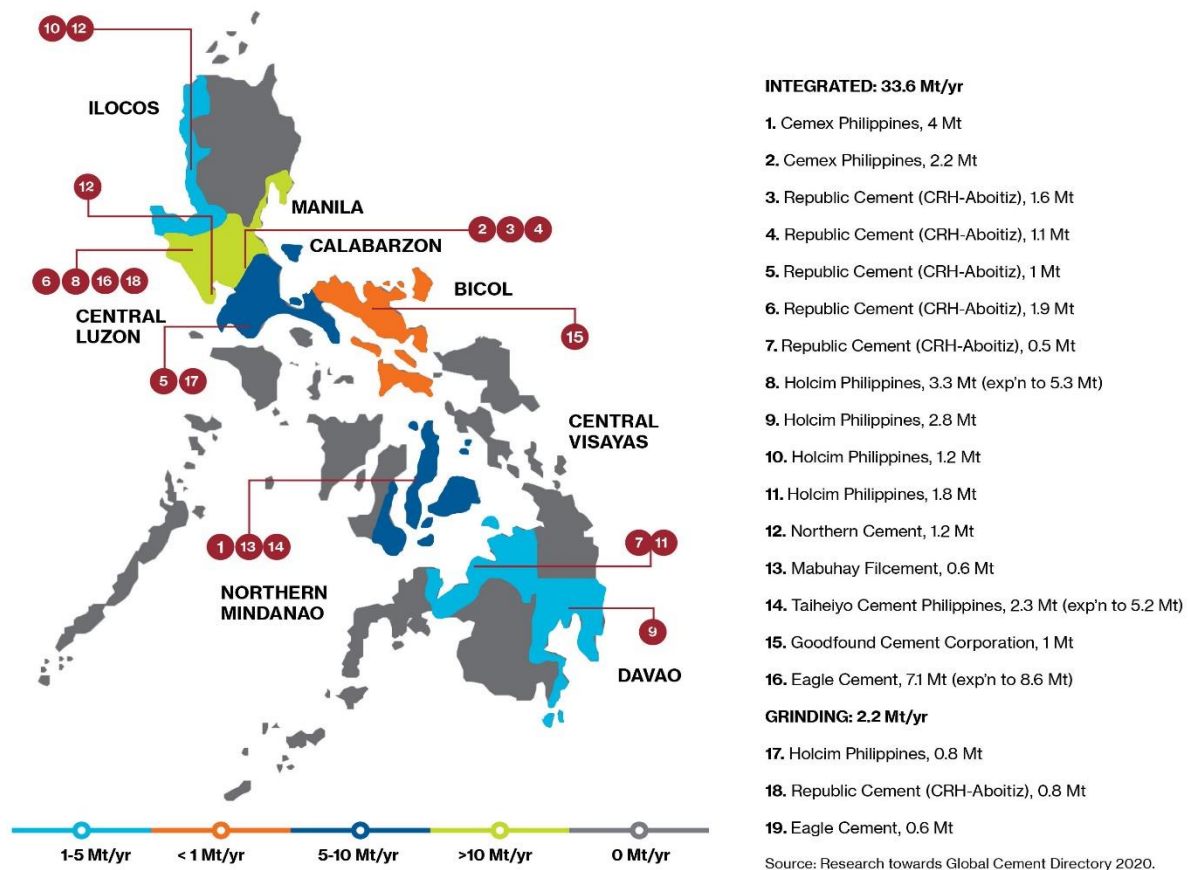 10 12
ILOCOS
12
MANILA
2 3 4
CALABARZON
6 8 16 18
BICOL
CENTRAL
LUZON
15
5 17
CENTRAL
VISAYAS
1 13 14
7 11
NORTHERN
MINDANAO
9
DAVAO
1-5 Mt/yr
< 1 Mt/yr
5-10 Mt/yr
>10 Mt/yr
0 Mt/yr
INTEGRATED: 33.6 Mt/yr
1. Cemex Philippines, 4 Mt
2. Cemex Philippines, 2.2 Mt
3. Republic Cement (CRH-Aboitiz), 1.6 Mt
4. Republic Cement (CRH-Aboitiz), 1.1 Mt
5. Republic Cement (CRH-Aboitiz), 1 Mt
6. Republic Cement (CRH-Aboitiz), 1.9 Mt
7. Republic Cement (CRH-Aboitiz), 0.5 Mt
8. Holcim Philippines, 3.3 Mt (exp'n to 5.3 Mt)
9. Holcim Philippines, 2.8 Mt
10. Holcim Philippines, 1.2 Mt
11. Holcim Philippines, 1.8 Mt
12. Northern Cement, 1.2 Mt
13. Mabuhay Filcement, 0.6 Mt
14. Taiheiyo Cement Philippines, 2.3 Mt (exp'n to 5.2 Mt)
15. Goodfound Cement Corporation, 1 Mt
16. Eagle Cement, 7.1 Mt (exp'n to 8.6 Mt)
GRINDING: 2.2 Mt/yr
17. Holcim Philippines, 0.8 Mt
18. Republic Cement (CRH-Aboitiz), 0.8 Mt
19. Eagle Cement, 0.6 Mt
Source: Research towards Global Cement Directory 2020.